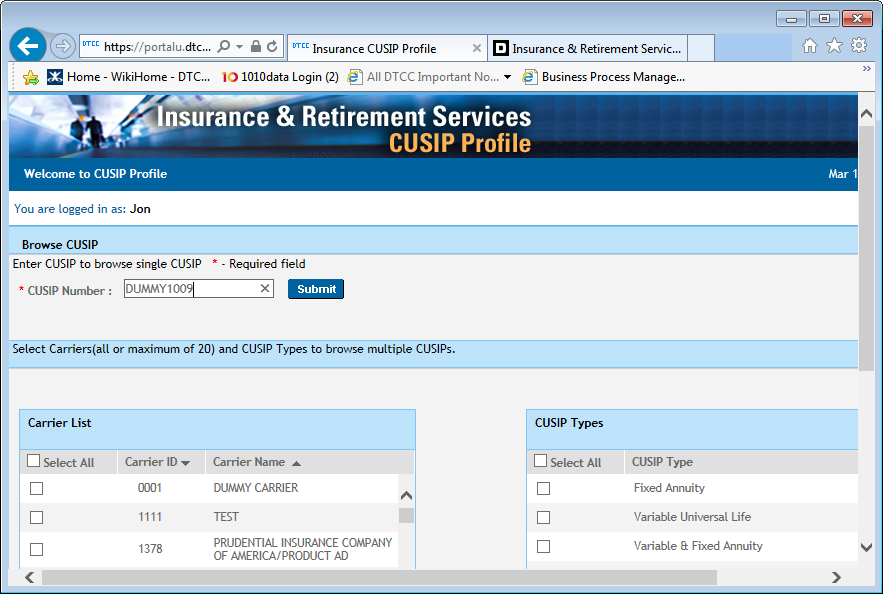 DTCC https://portalu.dtc...
DTCC Insurance CUSIP Profile
D Insurance & Retirement Servic...
Home - WikiHome - DTC...
1010data Login (2)
All DTCC Important No...
Business Process Manage...
Insurance & Retirement Services
CUSIP Profile
Welcome to CUSIP Profile
Mar 1
You are logged in as: Jon
Browse CUSIP
Enter CUSIP to browse single CUSIP * - Required field
* CUSIP Number :
DUMMY1009
Submit
Select Carriers(all or maximum of 20) and CUSIP Types to browse multiple CUSIPs.
Carrier List
Select All
Carrier ID
Carrier Name
0001
DUMMY CARRIER
1111
TEST
1378
PRUDENTIAL INSURANCE COMPANY
OF AMERICA/PRODUCT AD
CUSIP Types
Select All
CUSIP Type
Fixed Annuity
Variable Universal Life
Variable & Fixed Annuity